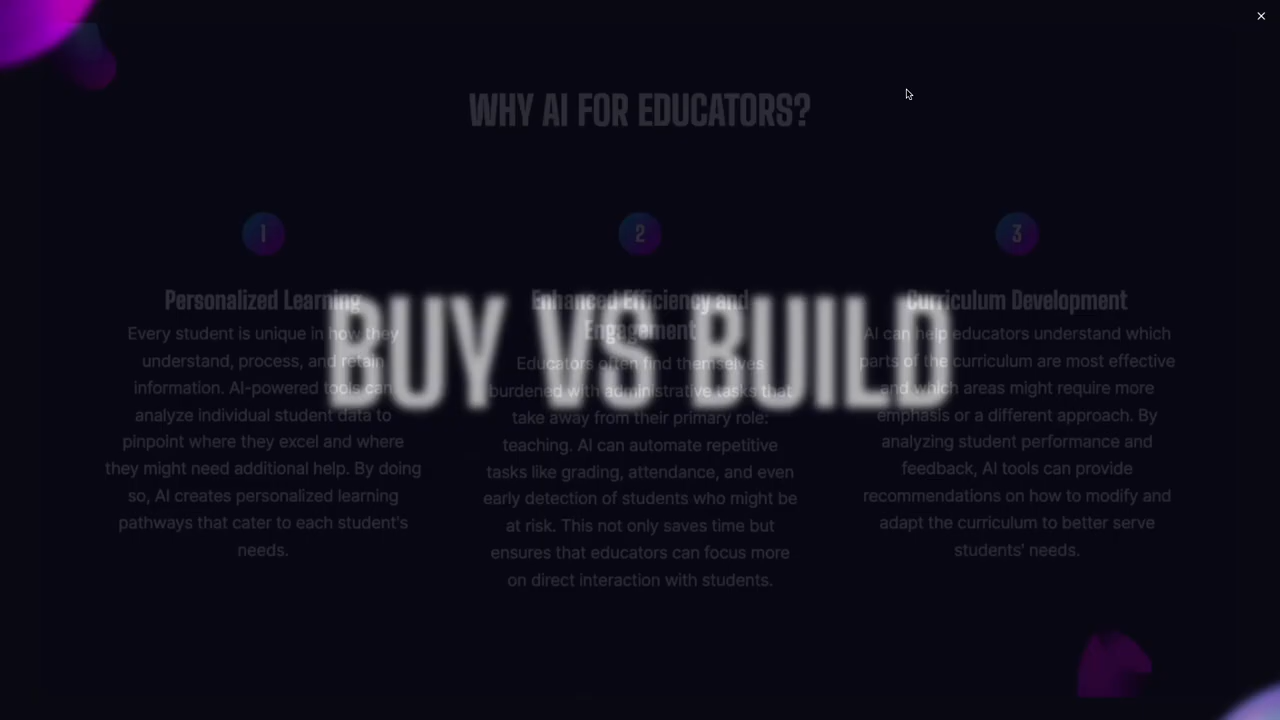 WHY AI FOR EDUCATORS?
1
Personalized Learning
Every student is unique in how they
understand, process, and retain
information. AI-powered tools can
analyze individual student data to
pinpoint where they excel and where
they might need additional help. By doing
so, AI creates personalized learning
pathways that cater to each student's
needs.
2
Enhanced Efficiency and
Engagement
Educators often find themselves
burdened with administrative tasks that
take away from their primary role:
teaching. AI can automate repetitive
tasks like grading, attendance, and even
early detection of students who might be
at risk. This not only saves time but
ensures that educators can focus more
on direct interaction with students.
3
Curriculum Development
AI can help educators understand which
parts of the curriculum are most effective
and which areas might require more
emphasis or a different approach. By
analyzing student performance and
feedback, AI tools can provide
recommendations on how to modify and
adapt the curriculum to better serve
students' needs.
BUY VS BUILD